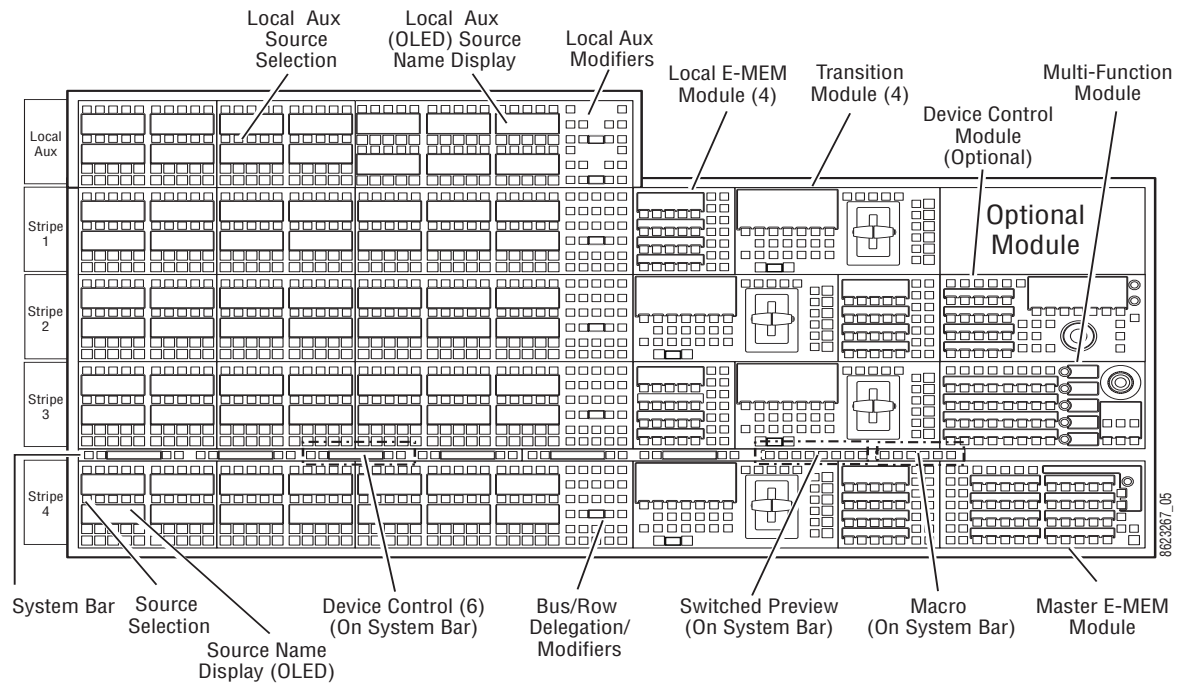 Local Aux
Source
Selection
Local Aux
(OLED) Source
Name Display
Local Aux
Modifiers
Local E-MEM
Module (4)
Transition
Module (4)
Multi-Function
Module
Device Control
Module
(Optional)
Local
Aux
Stripe
1
Optional
Module
Stripe
2
Stripe
3
Stripe
4
8623267_05
System Bar
Source
Selection
Source Name
Display (OLED)
Device Control (6)
(On System Bar)
Bus/Row
Delegation/
Modifiers
Switched Preview
(On System Bar)
Macro
(On System Bar)
Master E-MEM
Module